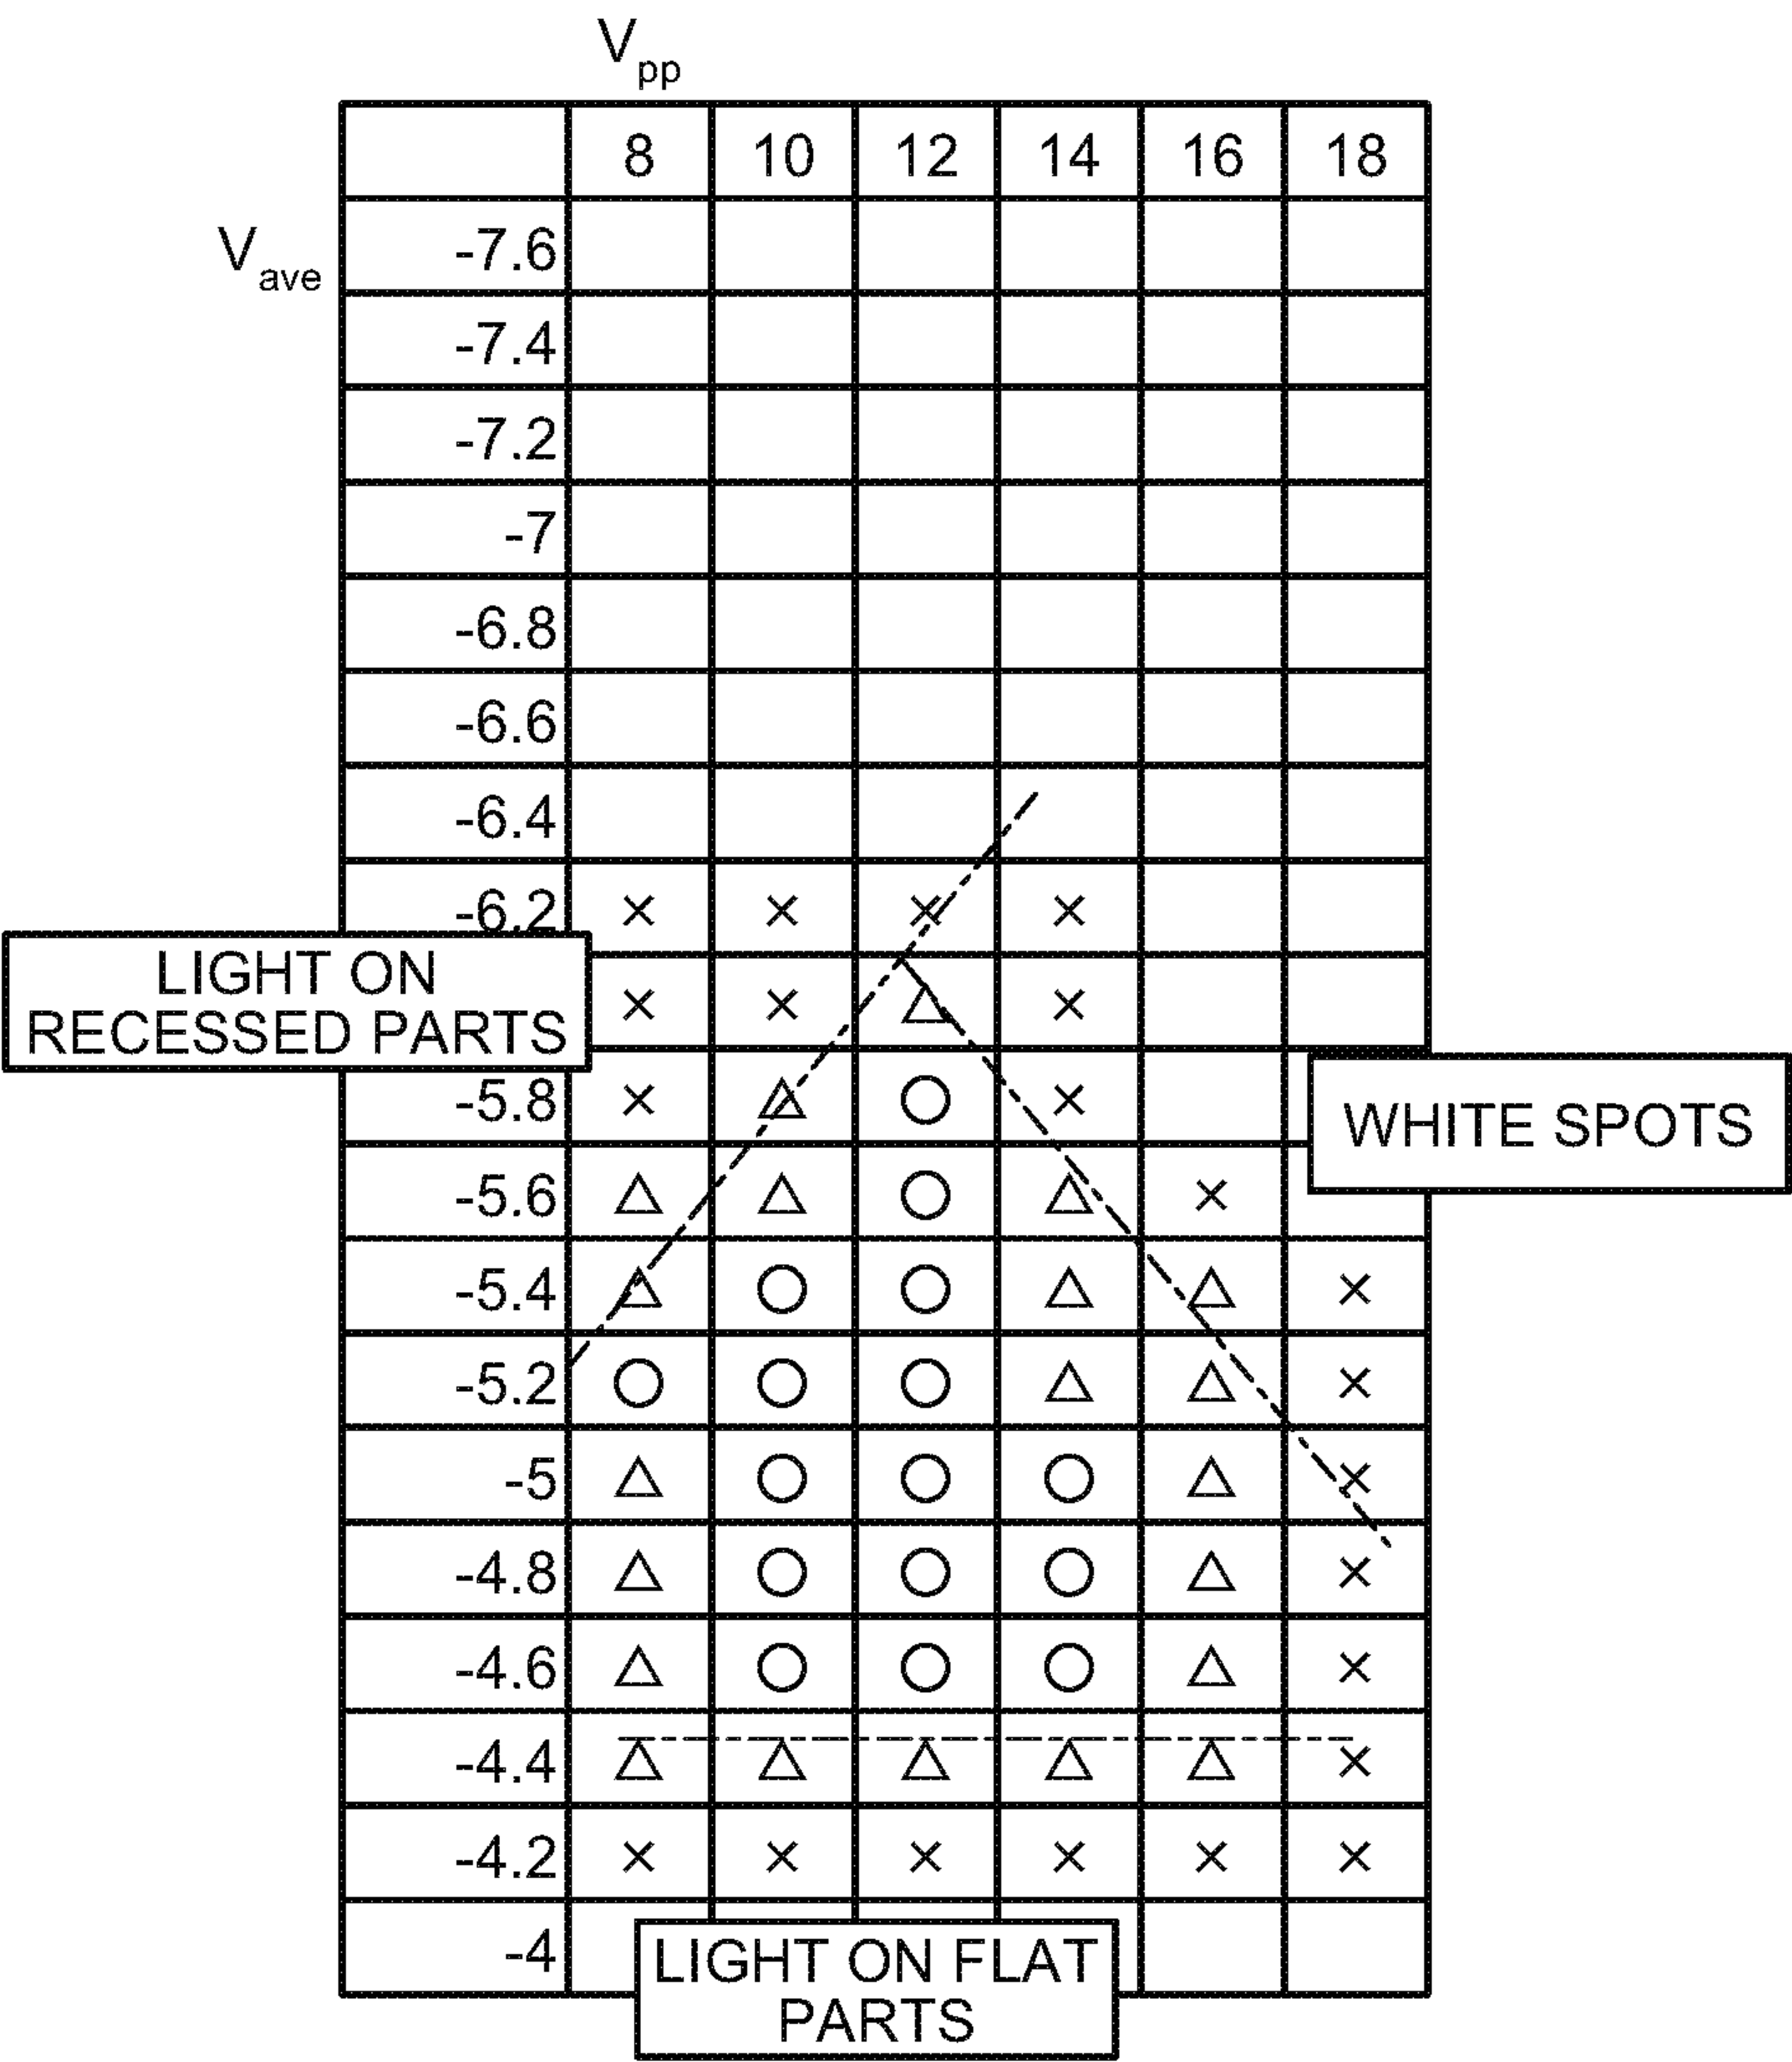 Vpp
8 10 12 14 16 18
Vave
-7.6
-7.4
-7.2
-7
-6.8
-6.6
-6.4
-6.2 × × × ×
LIGHT ON
RECESSED PARTS
× × △ ×
-5.8 × △ ○ ×
WHITE SPOTS
-5.6 △ △ ○ △ ×
-5.4 △ ○ ○ △ △ ×
-5.2 ○ ○ ○ △ △ ×
-5 △ ○ ○ ○ △ ×
-4.8 △ ○ ○ ○ △ ×
-4.6 △ ○ ○ ○ △ ×
-4.4 △ △ △ △ △ ×
-4.2 × × × × × ×
-4
LIGHT ON FLAT
PARTS